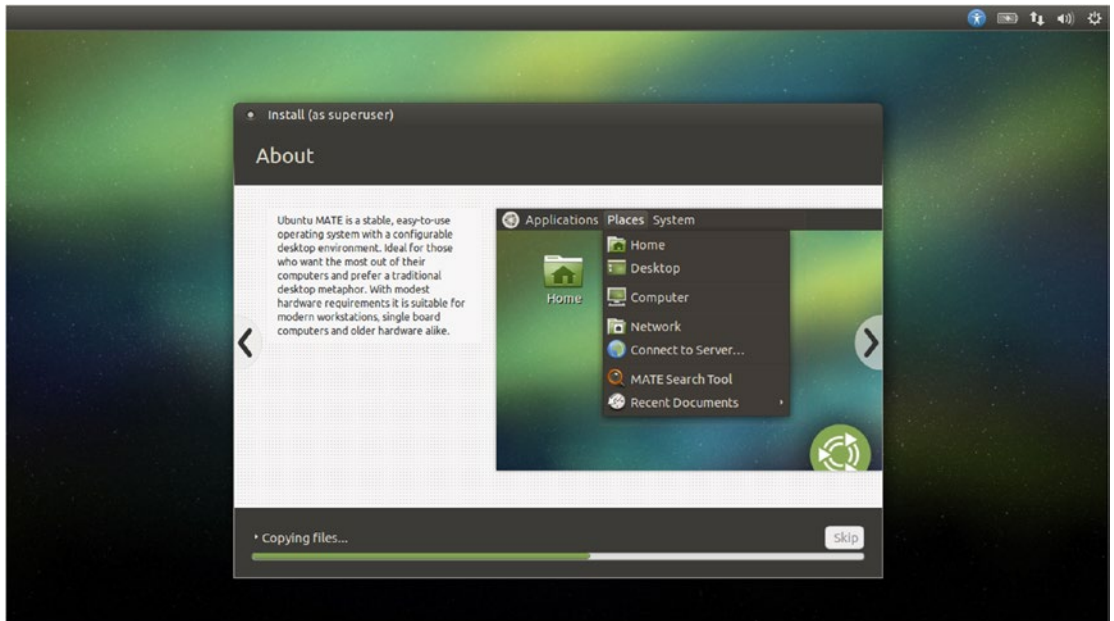 Install (as superuser)
About
Ubuntu MATE is a stable, easy-to-use
operating system with a configurable
desktop environment. Ideal for those
who want the most out of their
computers and prefer a traditional
desktop metaphor. With modest
hardware requirements it is suitable for
modern workstations, single board
computers and older hardware alike.
Applications Places System
Home
Home
Desktop
Computer
Network
Connect to Server...
MATE Search Tool
Recent Documents
Copying files...
Skip